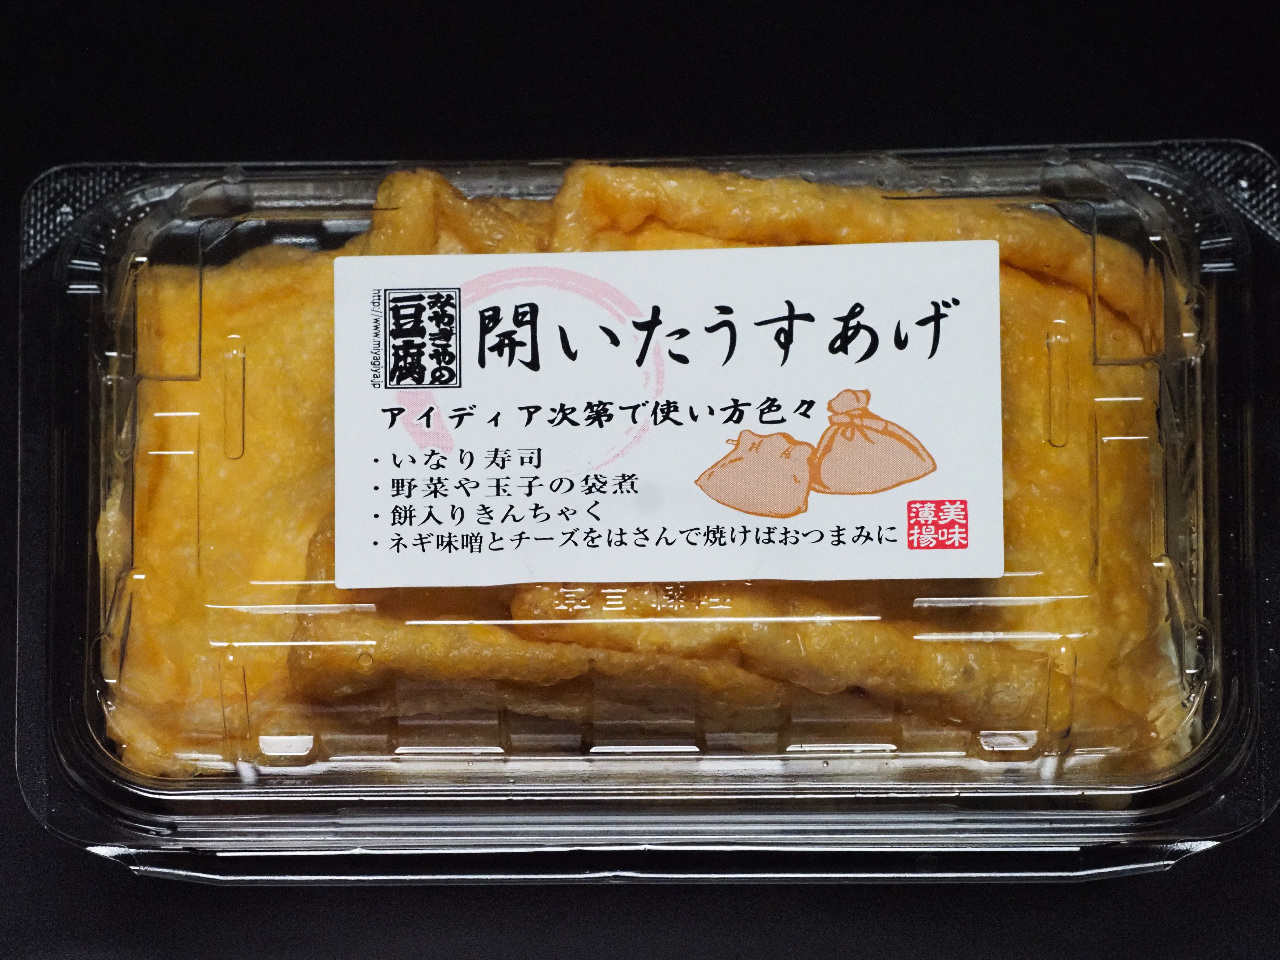 みやぎやの
豆腐
http://www.miyagiya.jp
開いたうすあげ
アイディア次第で使い方色々
・いなり寿司
・野菜や玉子の袋煮
・餅入りきんちゃく
・ネギ味噌とチーズをはさんで焼けばおつまみに
美味
薄揚